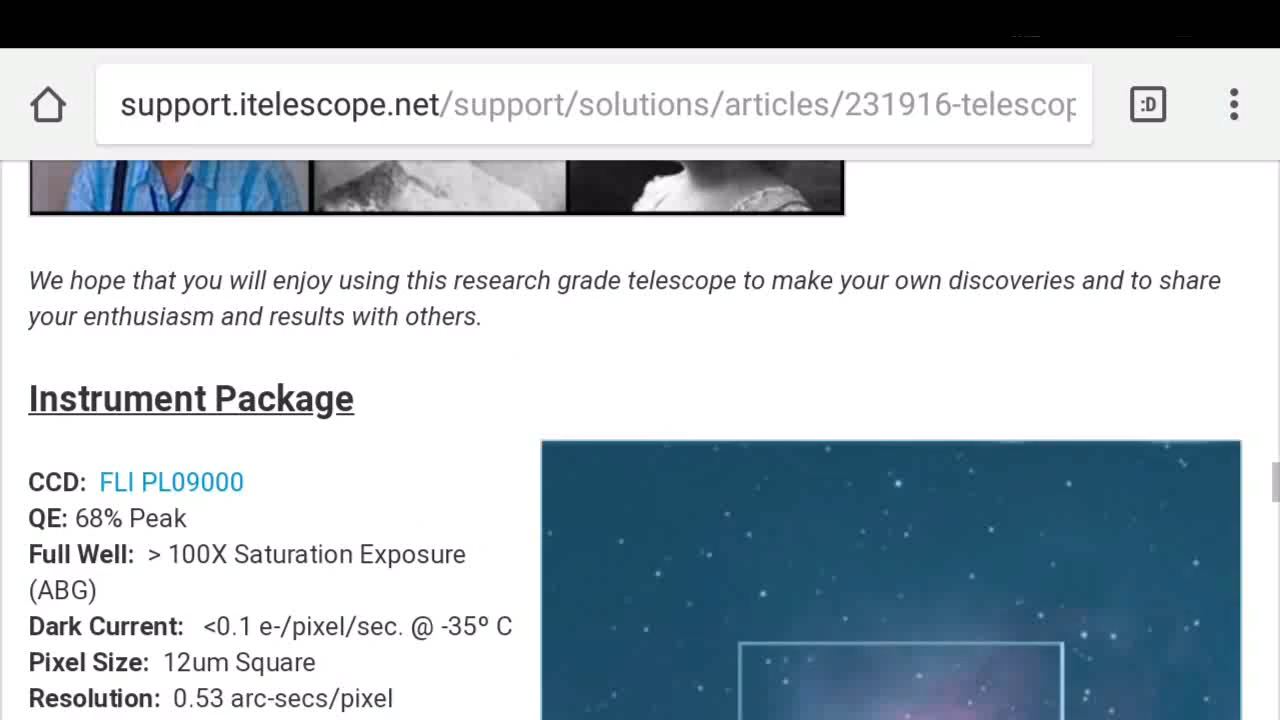 support.itelescope.net/support/solutions/articles/231916-telescop
:D
We hope that you will enjoy using this research grade telescope to make your own discoveries and to share
your enthusiasm and results with others.
Instrument Package
CCD: FLI PL09000
QE: 68% Peak
Full Well: > 100X Saturation Exposure
(ABG)
Dark Current: <0.1 e-/pixel/sec. @ -35º C
Pixel Size: 12um Square
Resolution: 0.53 arc-secs/pixel